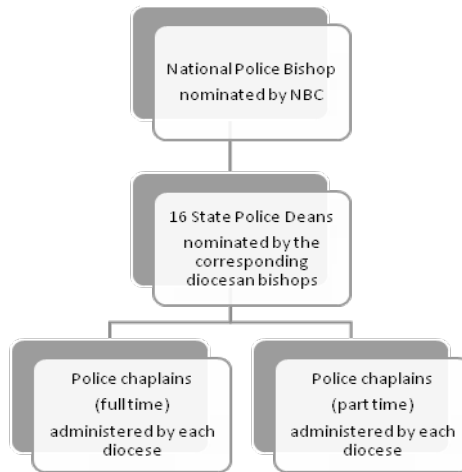 National Police Bishop
nominated by NBC
16 State Police Deans
nominated by the
corresponding
diocesan bishops
Police chaplains
(full time)
administered by each
diocese
Police chaplains
(part time)
administered by each
diocese